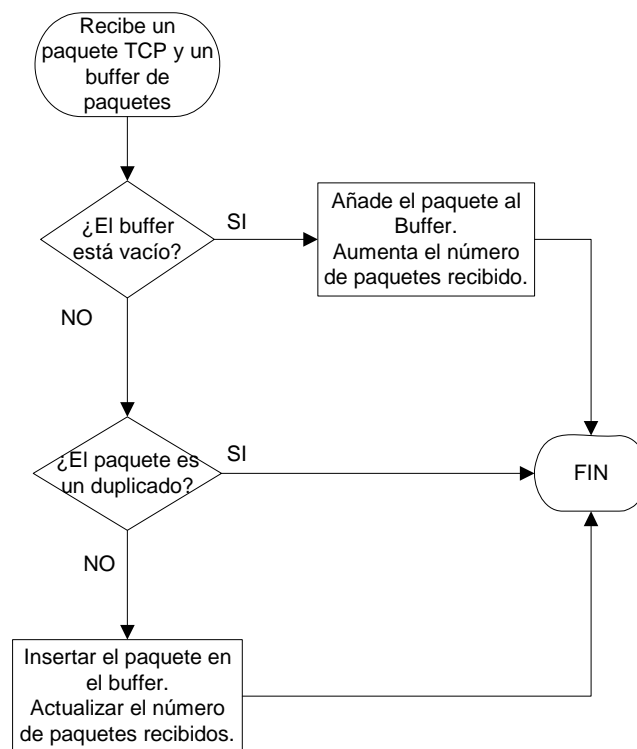 Recibe un
paquete TCP y un
buffer de
paquetes
¿El buffer
está vacío?
SI
Añade el paquete al
Buffer.
Aumenta el número
de paquetes recibido.
NO
¿El paquete es
un duplicado?
SI
FIN
NO
Insertar el paquete en
el buffer.
Actualizar el número
de paquetes recibidos.